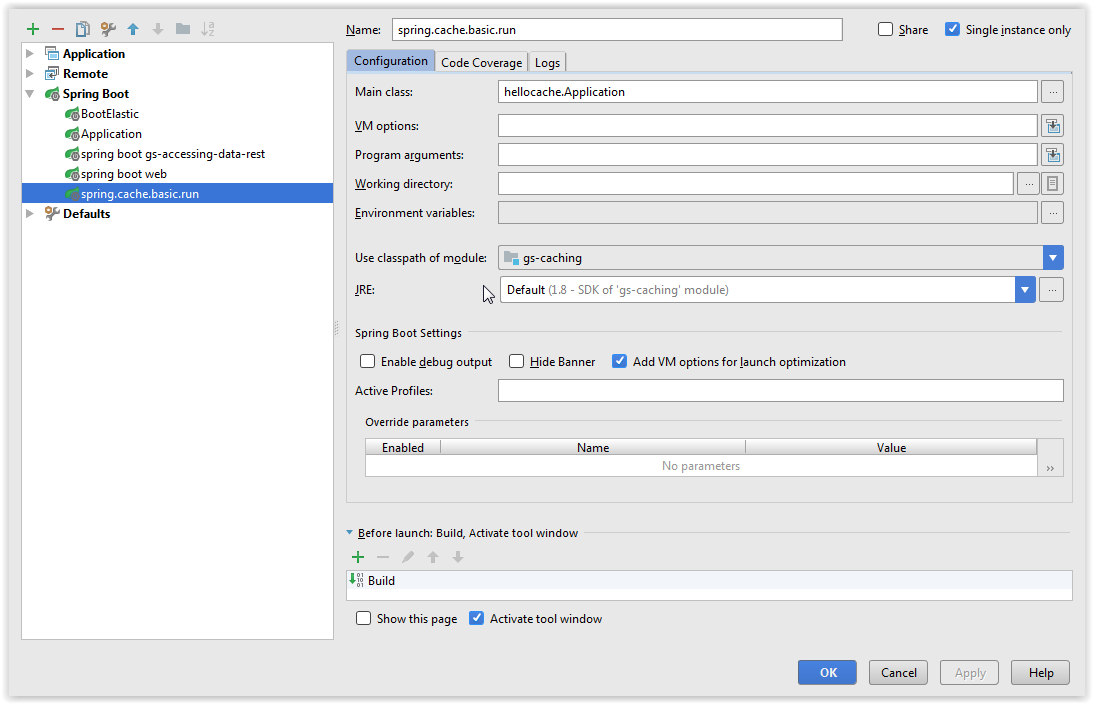 Name: spring.cache.basic.run Share Single instance only
Application
Remote
Spring Boot
BootElastic
Application
spring boot gs-accessing-data-rest
spring boot web
spring.cache.basic.run
Defaults
Configuration Code Coverage Logs
Main class: hellocache.Application ...
VM options:
Program arguments:
Working directory: ...
Environment variables: ...
Use classpath of module: gs-caching
JRE: Default (1.8 - SDK of 'gs-caching' module) ...
Spring Boot Settings
Enable debug output Hide Banner Add VM options for launch optimization
Active Profiles:
Override parameters
Enabled Name Value
No parameters
»
Before launch: Build, Activate tool window
Build
Show this page Activate tool window
OK Cancel Apply Help